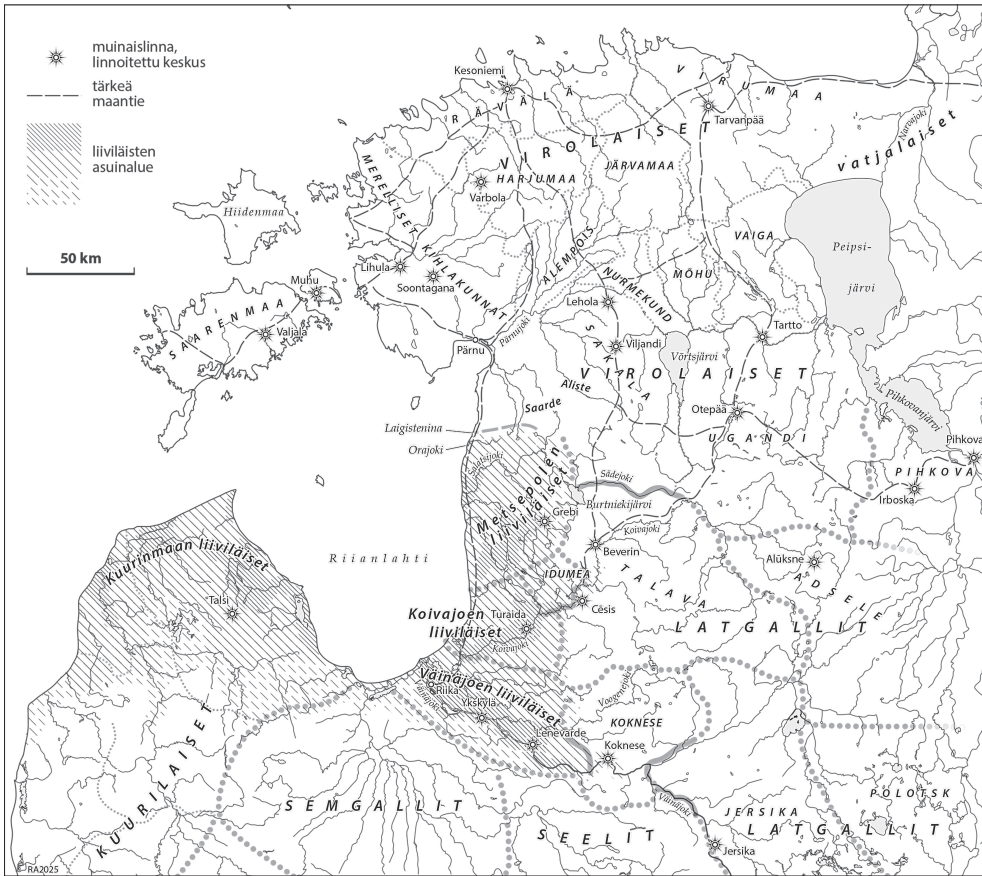 muinaislinna,
linnoitettu keskus
tärkeä
maantie
liiviläisten
asuinalue
50 km
Kesoniemi
RÄVÄLÄ
VIRUMAA
Tarvanpää
VIROLAISET
Narvajoki
vatjalaiset
MERELLISET KIHLAKUNNAT
HARJUMAA
JÄRVAMAA
Varbola
Hiidenmaa
VAIGA
Peipsi-
järvi
ALEMPOIS
Lihula
Soontagana
NURMEKUND
MÕHU
Muhu
Lehola
SAARENMAA
Valjala
Pärnujoki
Tartto
Pärnu
SAKALA
Viljandi
Võrtsjärvi
VIROLAISET
Aliste
Saarde
Otepää
Pihkovanjärvi
Laigistenina
Orajoki
UGANDI
Pihkova
PIHKOVA
Irboska
Salatsijoki
Metsepolen
liiviläiset
Sädejoki
Burtniekijärvi
Grebi
Koivajoki
Beverin
Riianlahti
Kuurinmaan liiviläiset
Alūksne
IDUMEA
TALAVA
ADSELE
Talsi
Cēsis
Turaida
Koivajoen
liiviläiset
LATGALLIT
Koivajoki
Väinäjoen liiviläiset
Riika
Väinäjoki
Ykskylä
KOKNESE
Lenevarde
Koknese
KUURILAISET
SEMGALLIT
Väinäjoki
POLOTSK
JERSIKA
LATGALLIT
SEELIT
Jersika
RA2025